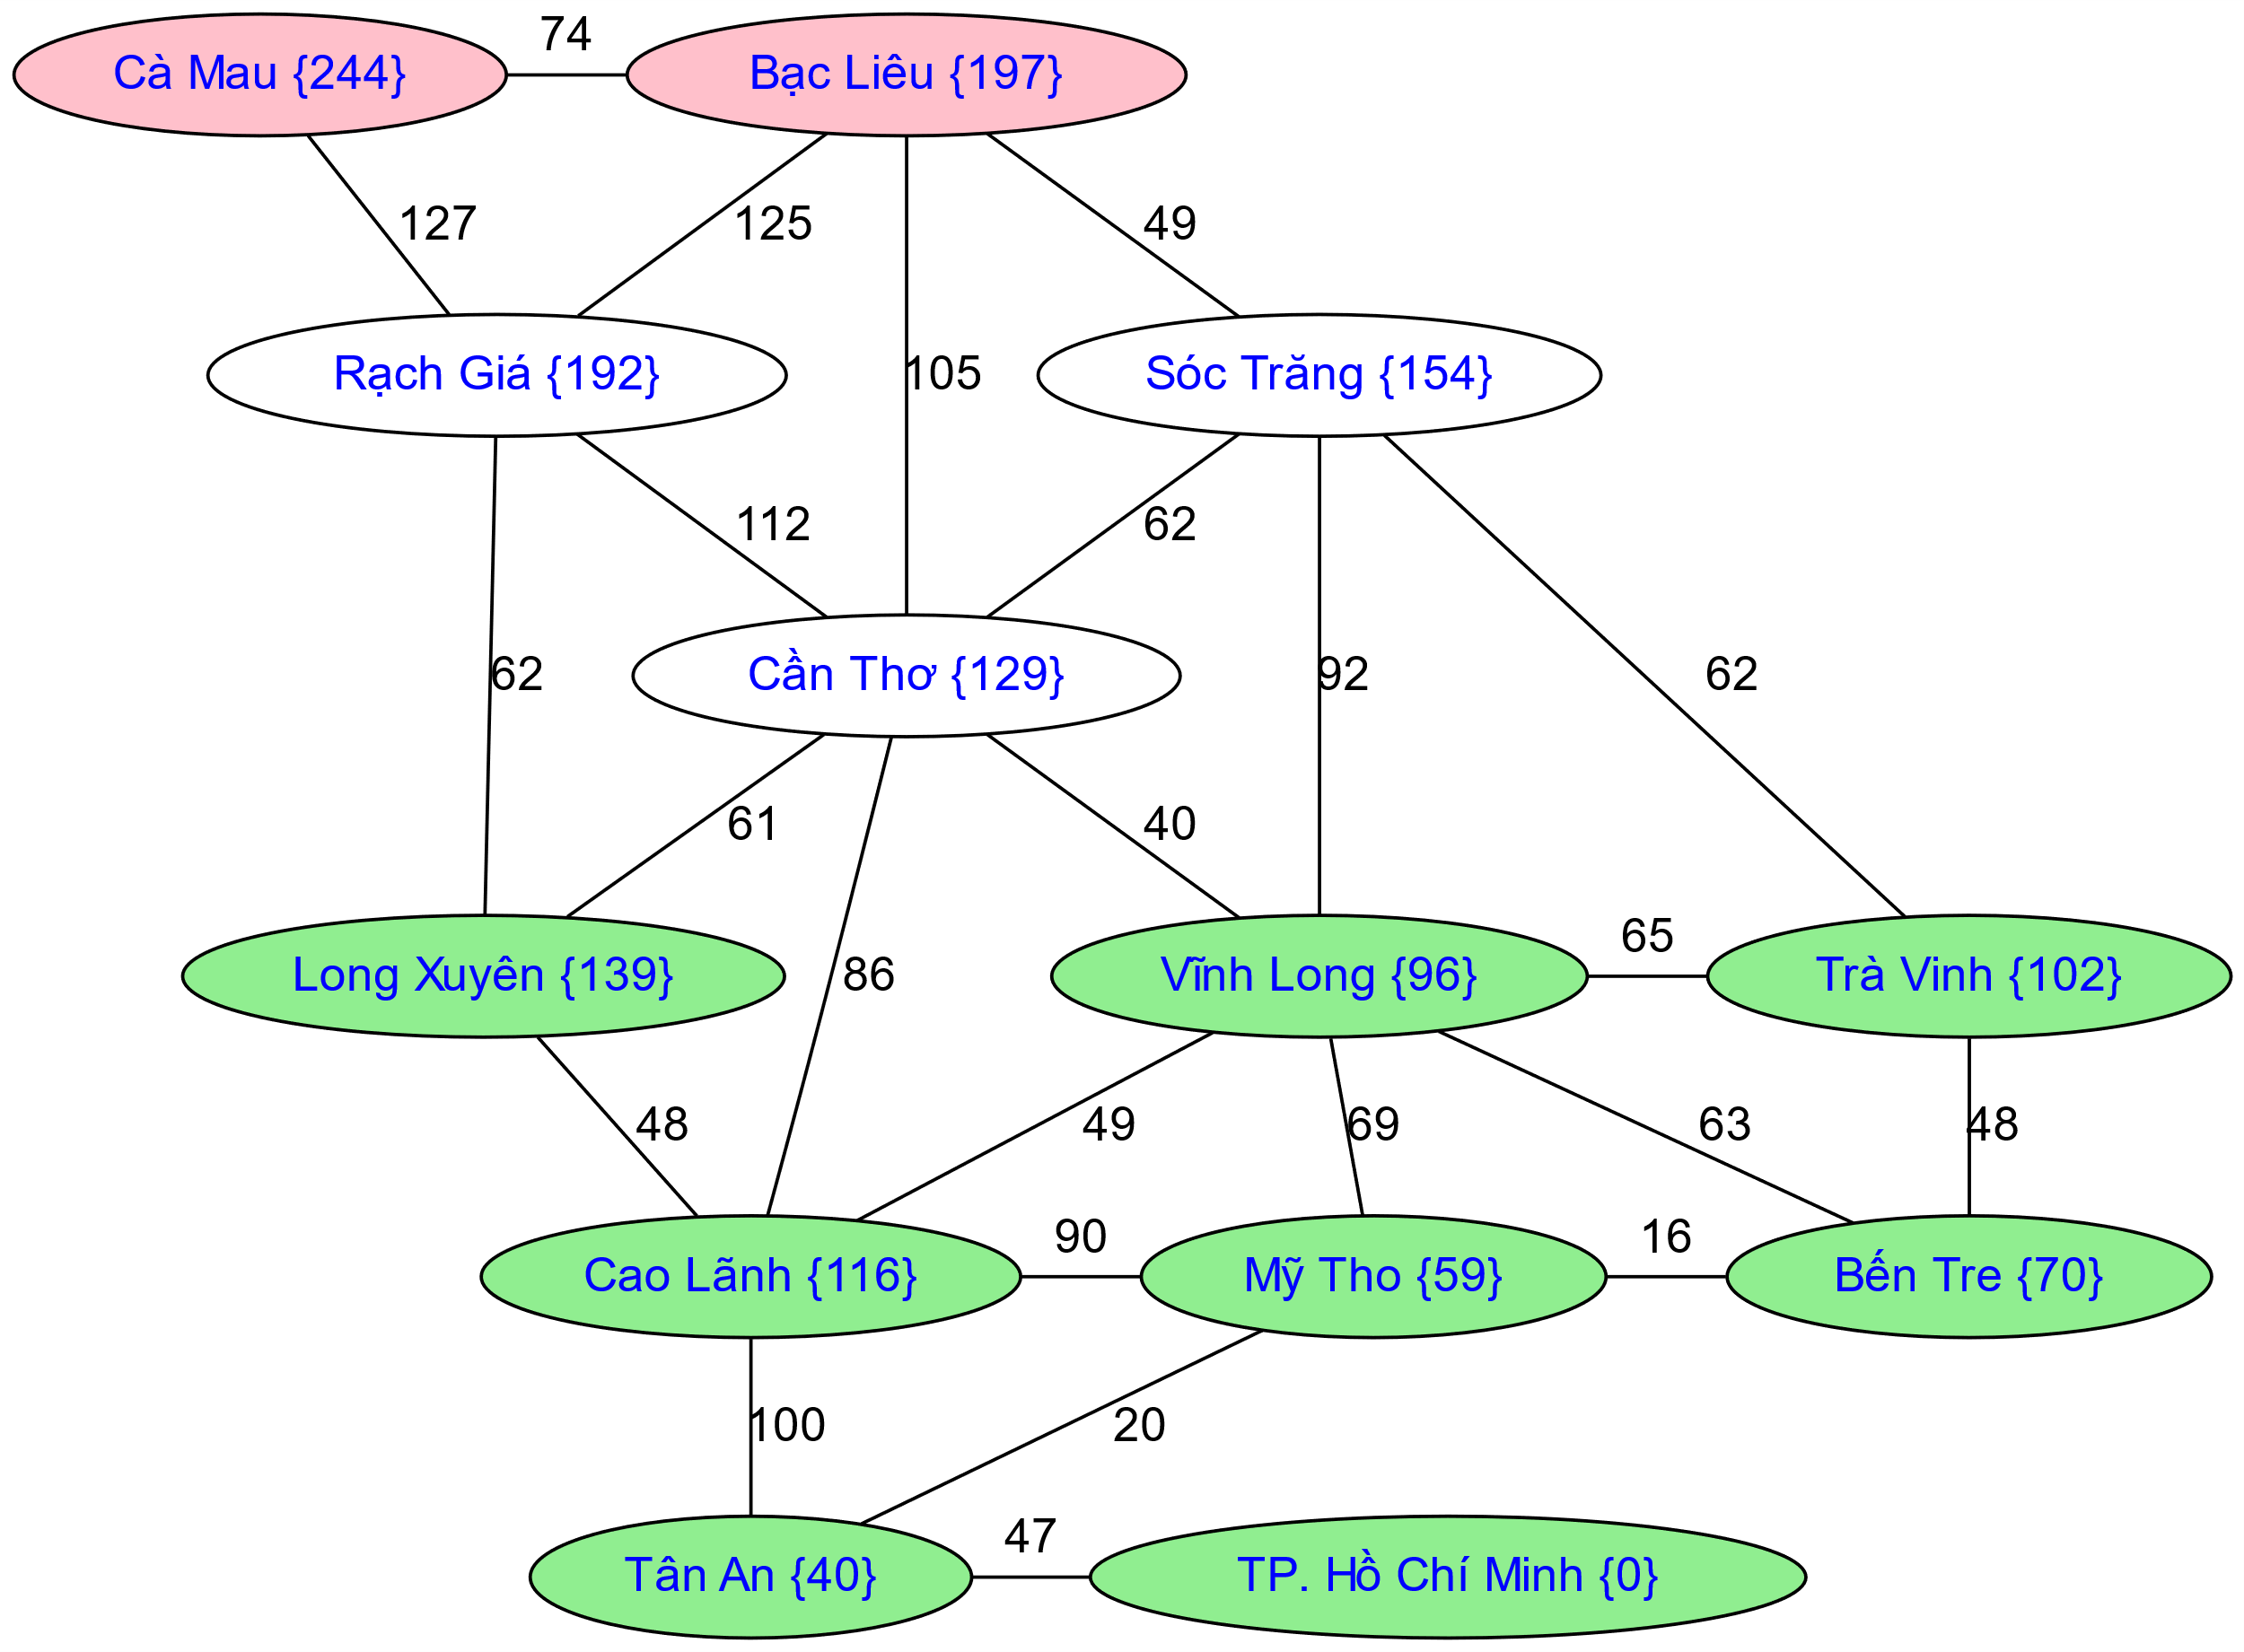 74
Cà Mau {244}
Bạc Liêu {197}
127
125
49
Rạch Giá {192}
105
Sóc Trăng {154}
112
62
62
Cần Thơ {129}
92
62
61
40
65
Long Xuyên {139}
86
Vĩnh Long {96}
Trà Vinh {102}
48
49
69
63
48
90
16
Cao Lãnh {116}
Mỹ Tho {59}
Bến Tre {70}
100
20
47
Tân An {40}
TP. Hồ Chí Minh {0}